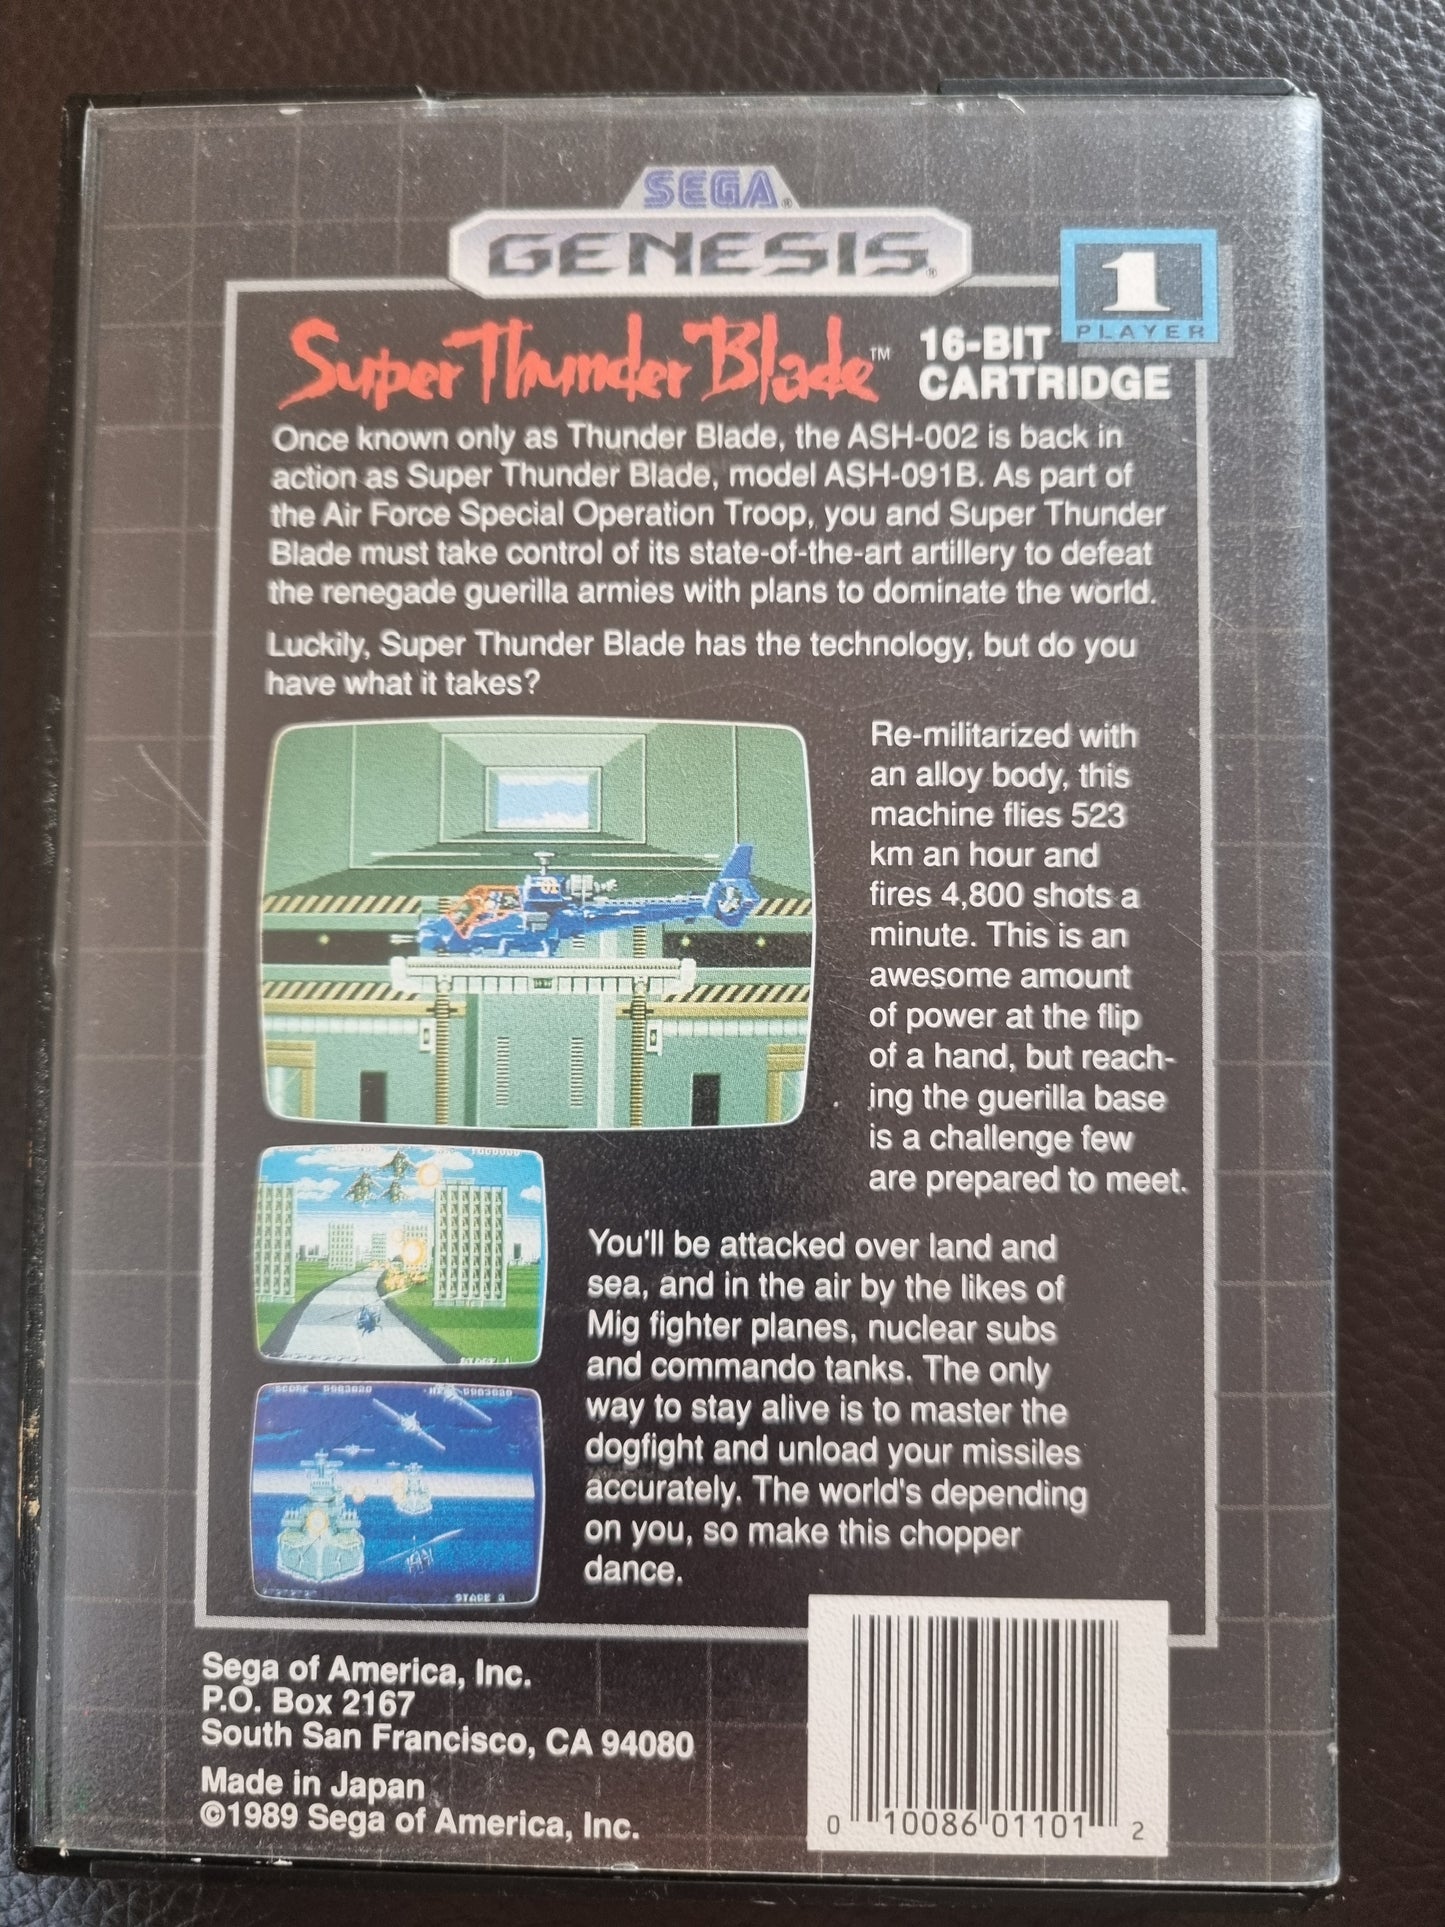 SEGA®
GENESIS®
1
PLAYER
Super Thunder Blade™
16-BIT
CARTRIDGE
Once known only as Thunder Blade, the ASH-002 is back in
action as Super Thunder Blade, model ASH-091B. As part of
the Air Force Special Operation Troop, you and Super Thunder
Blade must take control of its state-of-the-art artillery to defeat
the renegade guerilla armies with plans to dominate the world.
Luckily, Super Thunder Blade has the technology, but do you
have what it takes?
Re-militarized with
an alloy body, this
machine flies 523
km an hour and
fires 4,800 shots a
minute. This is an
awesome amount
of power at the flip
of a hand, but reach-
ing the guerilla base
is a challenge few
are prepared to meet.
01
STAGE 1
You'll be attacked over land and
sea, and in the air by the likes of
Mig fighter planes, nuclear subs
and commando tanks. The only
way to stay alive is to master the
dogfight and unload your missiles
accurately. The world's depending
on you, so make this chopper
dance.
SCORE
STAGE 3
Sega of America, Inc.
P.O. Box 2167
South San Francisco, CA 94080
Made in Japan
©1989 Sega of America, Inc.
0 10086 01101 2